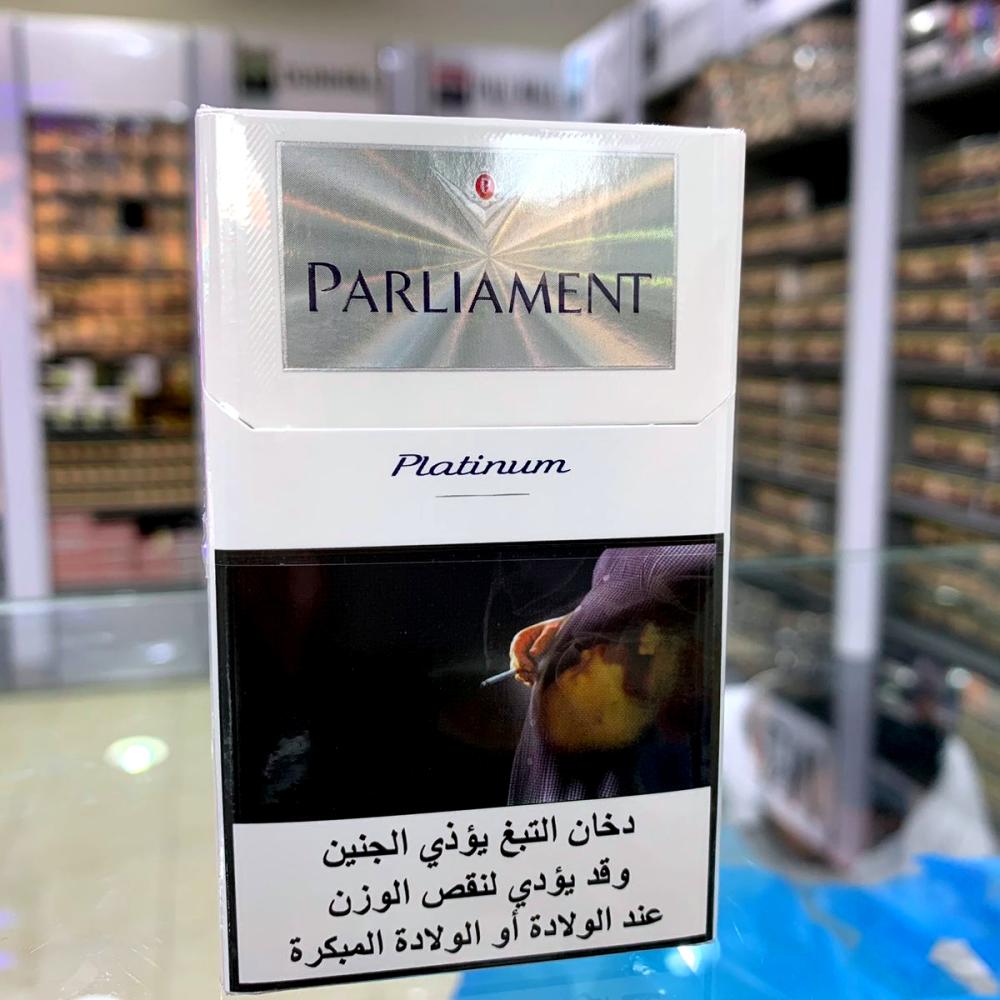 PARLIAMENT
Platinum
دخان التبغ يؤذي الجنين
وقد يؤدي لنقص الوزن
عند الولادة أو الولادة المبكرة